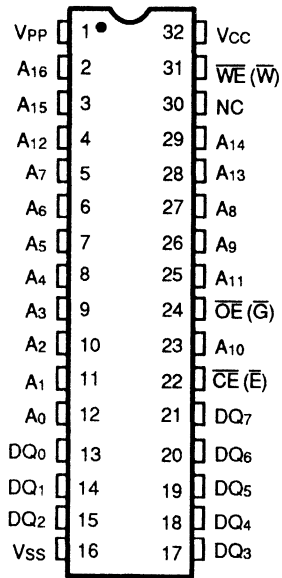 VPP 1 32 VCC
A16 2 31 W̅E̅ (W̅)
A15 3 30 NC
A12 4 29 A14
A7 5 28 A13
A6 6 27 A8
A5 7 26 A9
A4 8 25 A11
A3 9 24 O̅E̅ (G̅)
A2 10 23 A10
A1 11 22 C̅E̅ (E̅)
A0 12 21 DQ7
DQ0 13 20 DQ6
DQ1 14 19 DQ5
DQ2 15 18 DQ4
VSS 16 17 DQ3